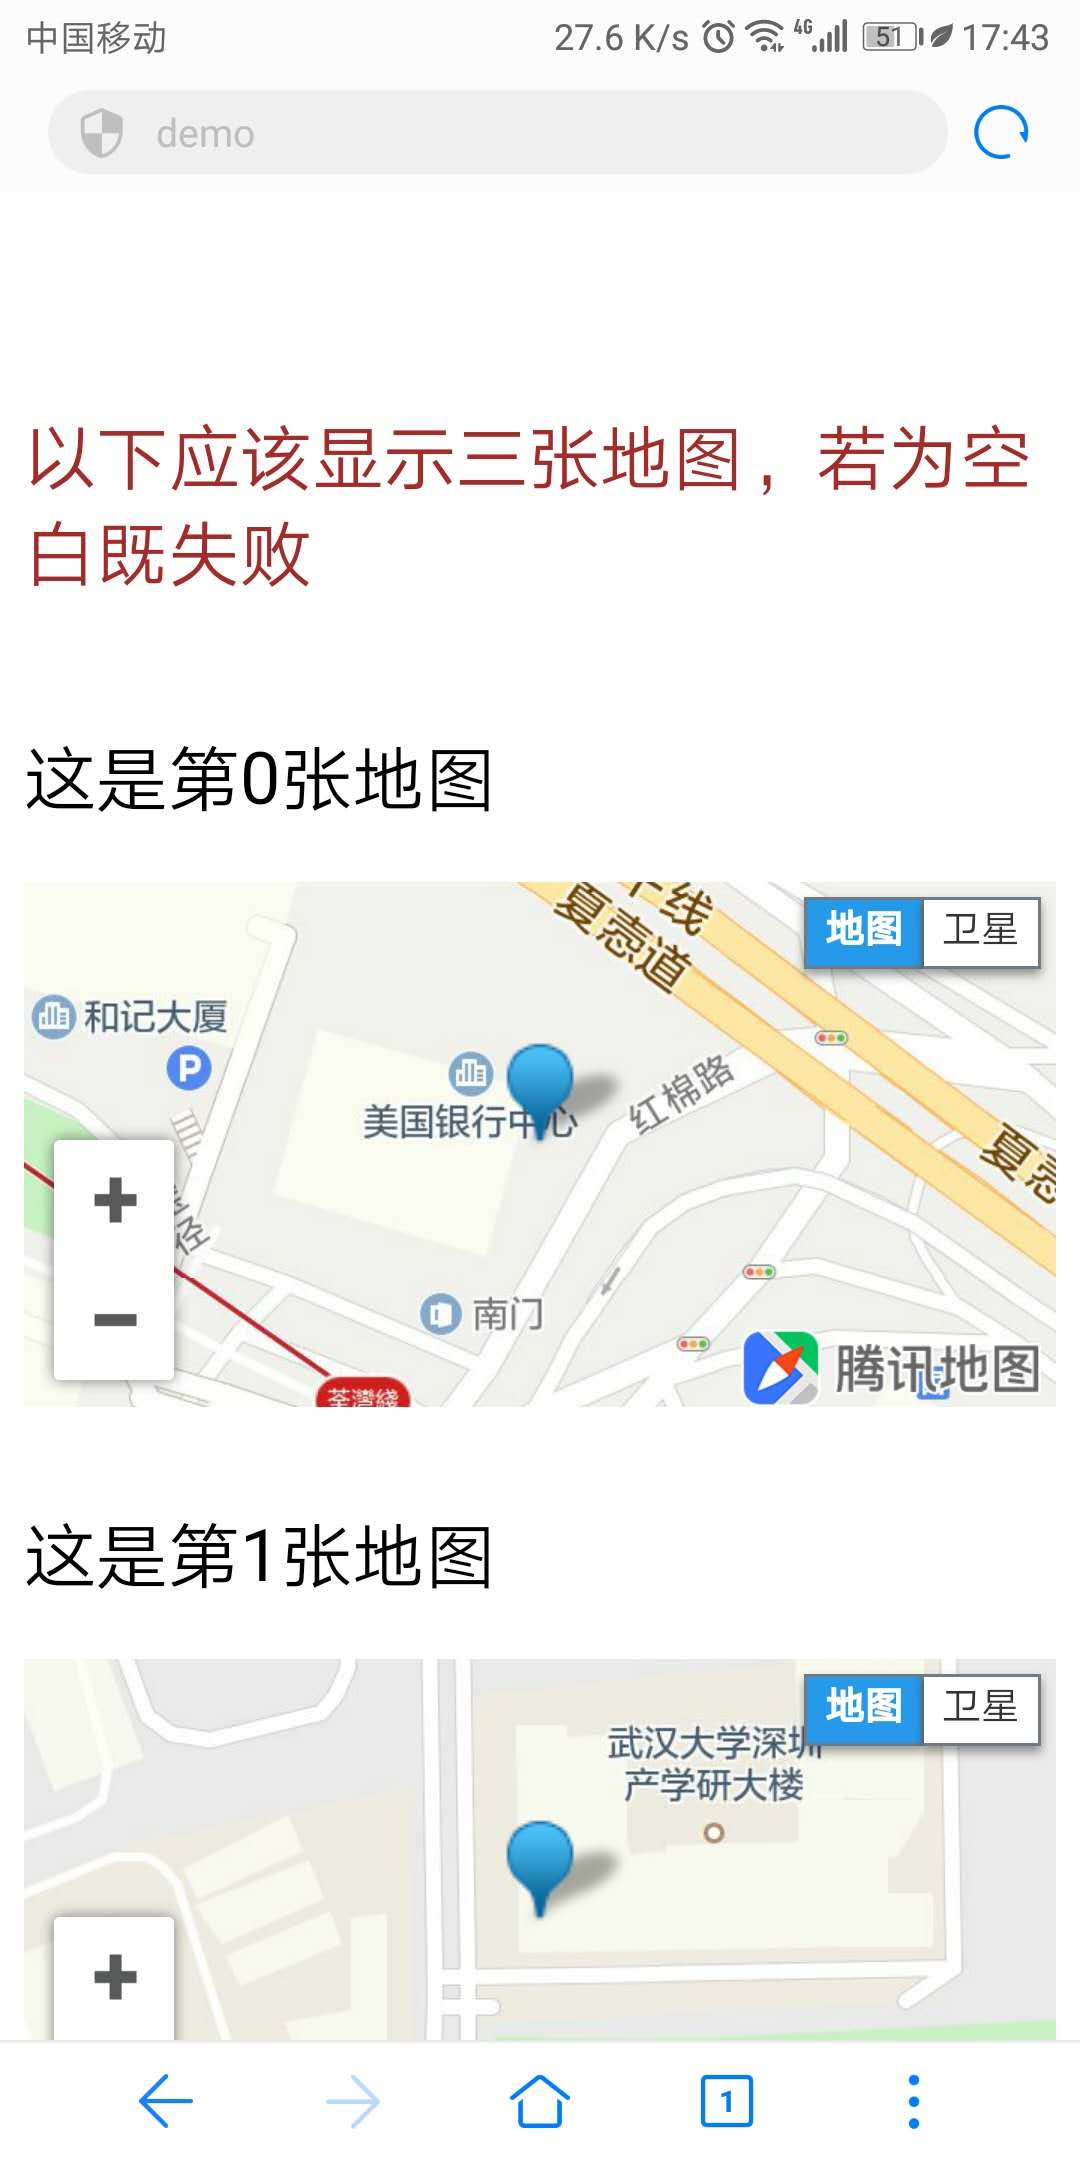 中国移动 27.6 K/s 4G 51 17:43
demo
以下应该显示三张地图，若为空
白既失败
这是第0张地图
干线
夏悫道
地图 卫星
和记大厦
P
美国银行中心
红棉路
夏悫
径
南门
荃灣綫
腾讯地图
这是第1张地图
地图 卫星
武汉大学深圳
产学研大楼
1